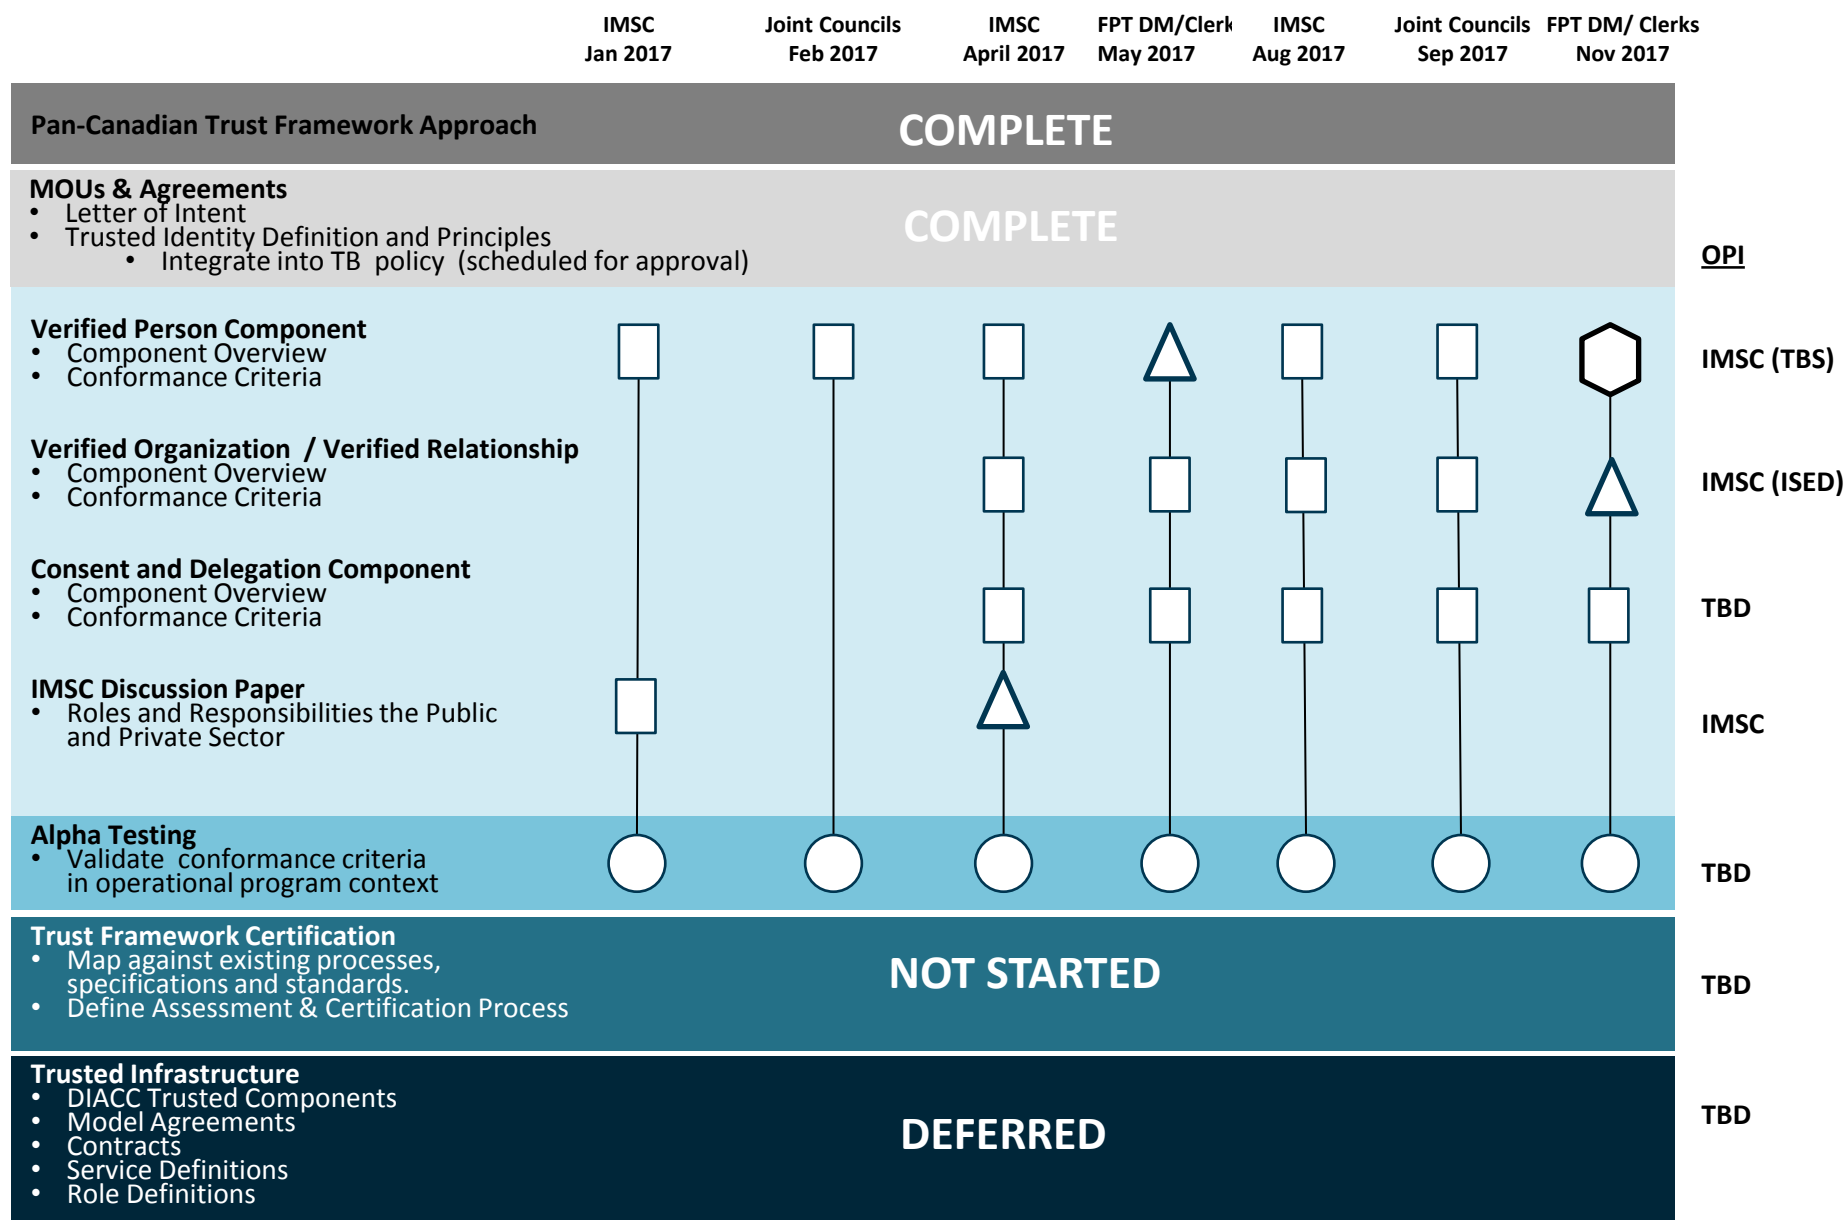 IMSC
Jan 2017
Joint Councils
Feb 2017
IMSC
April 2017
FPT DM/Clerk
May 2017
IMSC
Aug 2017
Joint Councils
Sep 2017
FPT DM/ Clerks
Nov 2017
Pan-Canadian Trust Framework Approach
COMPLETE
MOUs & Agreements
• Letter of Intent
• Trusted Identity Definition and Principles
• Integrate into TB policy (scheduled for approval)
COMPLETE
OPI
Verified Person Component
• Component Overview
• Conformance Criteria
IMSC (TBS)
Verified Organization / Verified Relationship
• Component Overview
• Conformance Criteria
IMSC (ISED)
Consent and Delegation Component
• Component Overview
• Conformance Criteria
TBD
IMSC Discussion Paper
• Roles and Responsibilities the Public
and Private Sector
IMSC
Alpha Testing
• Validate conformance criteria
in operational program context
TBD
Trust Framework Certification
• Map against existing processes,
specifications and standards.
• Define Assessment & Certification Process
NOT STARTED
TBD
Trusted Infrastructure
• DIACC Trusted Components
• Model Agreements
• Contracts
• Service Definitions
• Role Definitions
DEFERRED
TBD